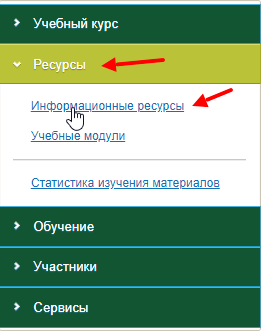 Учебный курс
Ресурсы
Информационные ресурсы
Учебные модули
Статистика изучения материалов
Обучение
Участники
Сервисы